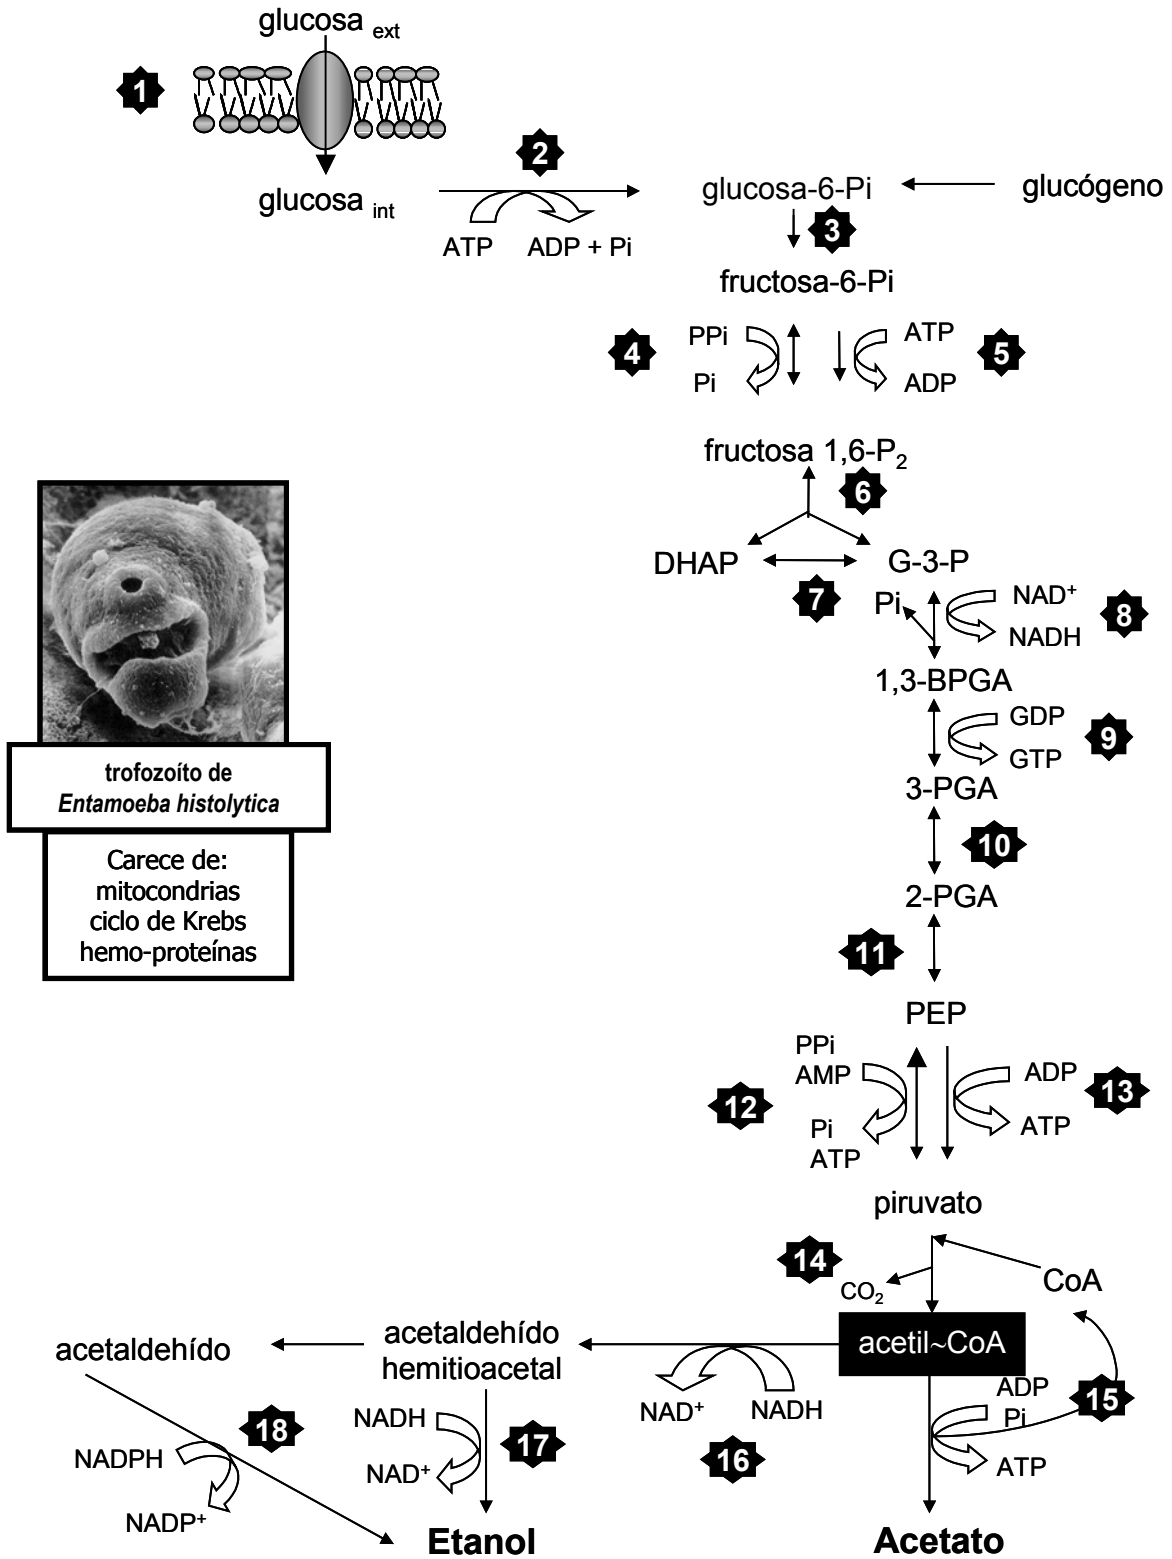 glucosa ext
1
glucosa int
2
ATP
ADP + Pi
glucosa-6-Pi
glucógeno
3
fructosa-6-Pi
4
PPi
Pi
ATP
ADP
5
fructosa 1,6-P2
6
DHAP
G-3-P
7
Pi
NAD+
NADH
8
1,3-BPGA
GDP
GTP
9
3-PGA
10
2-PGA
11
PEP
12
PPi
AMP
Pi
ATP
ADP
ATP
13
piruvato
14
CO2
CoA
acetil~CoA
ADP
Pi
ATP
15
Acetato
NAD+
NADH
16
acetaldehído
hemitioacetal
NADH
NAD+
17
acetaldehído
18
NADPH
NADP+
Etanol
trofozoíto de
Entamoeba histolytica
Carece de:
mitocondrias
ciclo de Krebs
hemo-proteínas